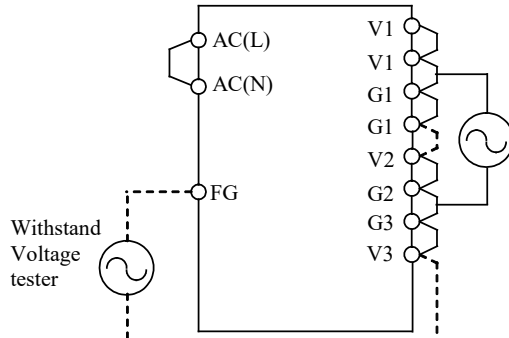 AC(L)
AC(N)
FG
Withstand
Voltage
tester
V1
V1
G1
G1
V2
G2
G3
V3